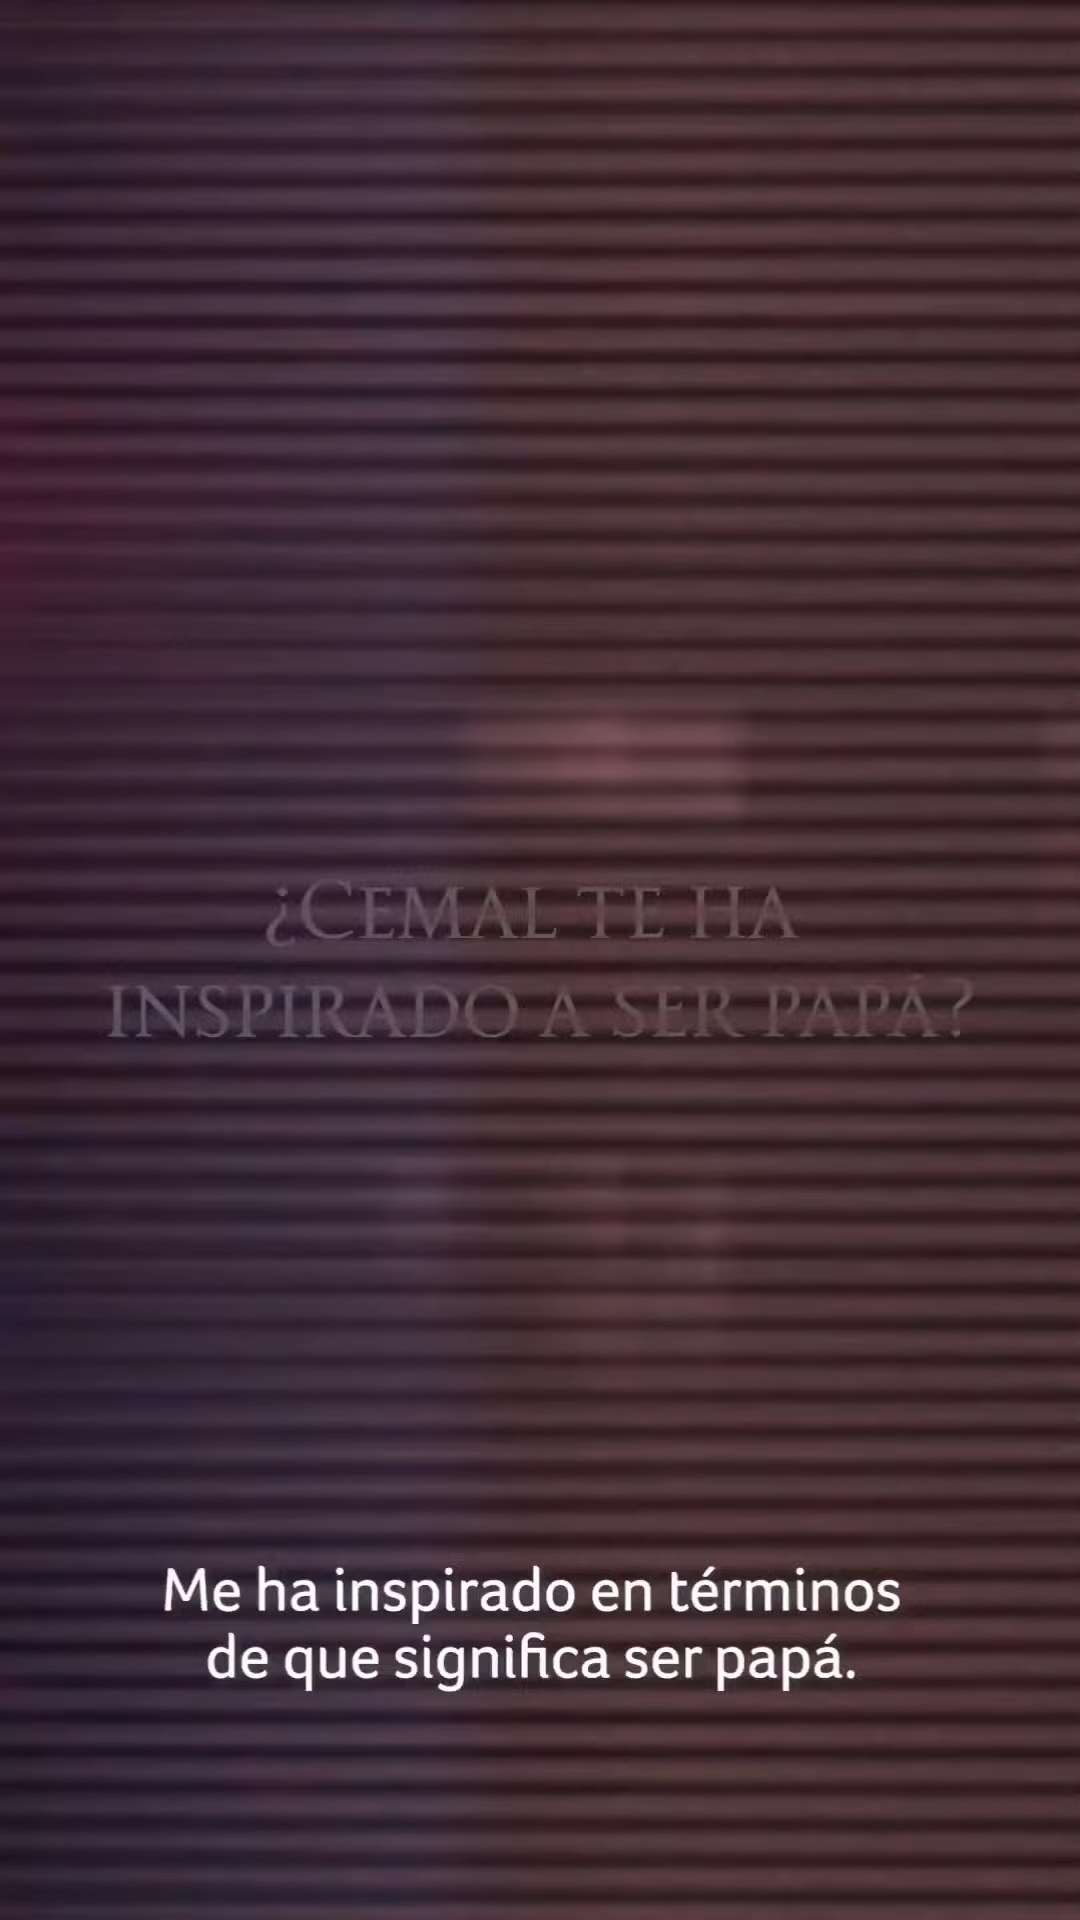 ¿CEMAL TE HA
INSPIRADO A SER PAPÁ?
Me ha inspirado en términos
de que significa ser papá.